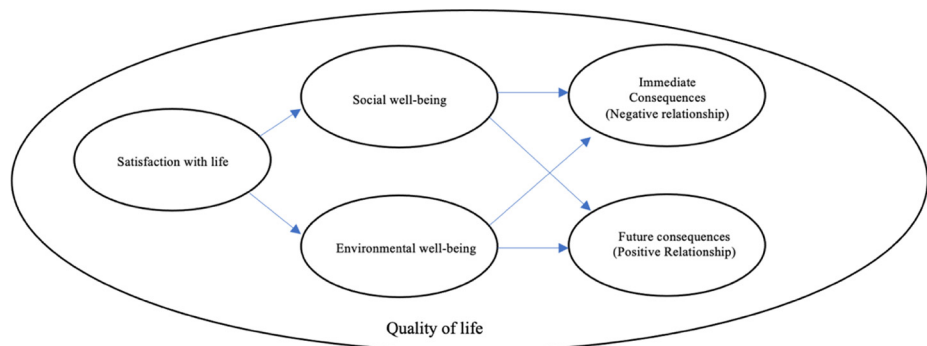 Satisfaction with life
Social well-being
Environmental well-being
Immediate
Consequences
(Negative relationship)
Future consequences
(Positive Relationship)
Quality of life